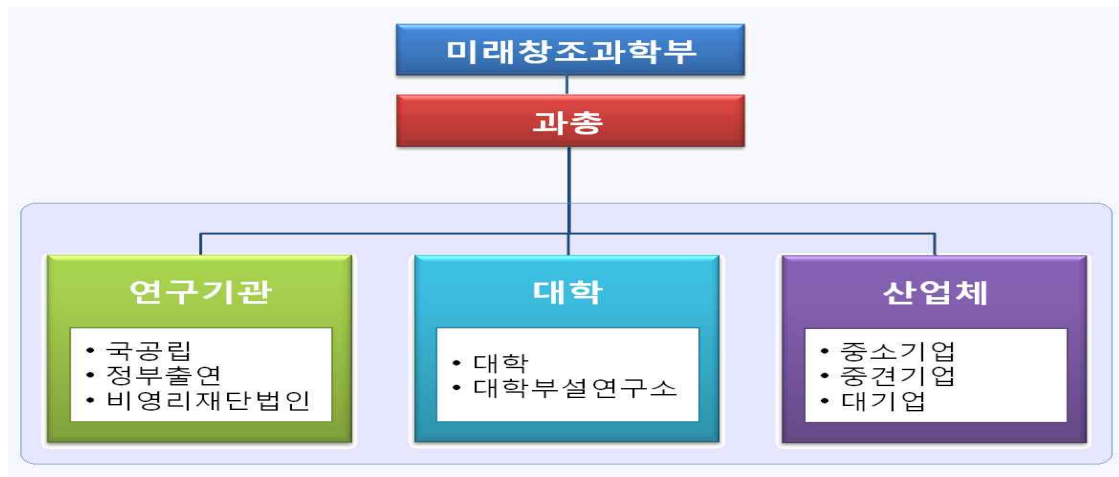 미래창조과학부
과총
연구기관
• 국공립
• 정부출연
• 비영리재단법인
대학
• 대학
• 대학부설연구소
산업체
• 중소기업
• 중견기업
• 대기업